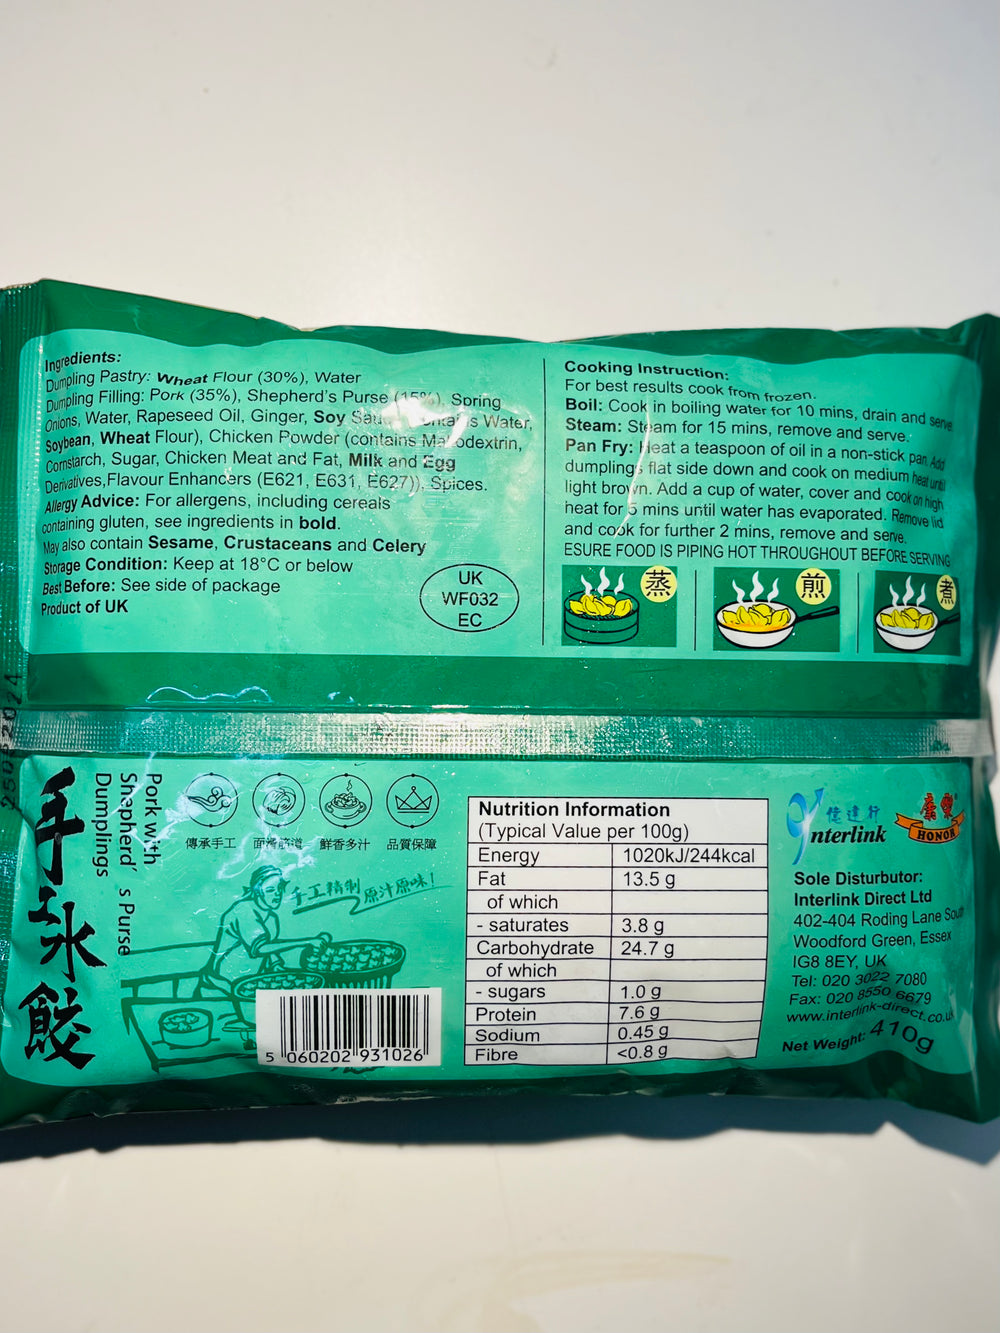 Ingredients:
Dumpling Pastry: Wheat Flour (30%), Water
Dumpling Filling: Pork (35%), Shepherd's Purse (15%), Spring
Onions, Water, Rapeseed Oil, Ginger, Soy Water,
Soybean, Wheat Flour), Chicken Powder (contains Maltodextrin,
Cornstarch, Sugar, Chicken Meat and Fat, Milk and Egg
Derivatives,Flavour Enhancers (E621, E631, E627)), Spices.
Allergy Advice: For allergens, including cereals
containing gluten, see ingredients in bold.
May also contain Sesame, Crustaceans and Celery
Storage Condition: Keep at 18°C or below
Best Before: See side of package
Product of UK
UK
WF032
EC
Cooking Instruction:
For best results cook from frozen.
Boil: Cook in boiling water for 10 mins, drain and serve
Steam: Steam for 15 mins, remove and serve.
Pan Fry: Heat a teaspoon of oil in a non-stick pan. Add
dumplings flat side down and cook on medium heat until
light brown. Add a cup of water, cover and cook on high
heat for 5 mins until water has evaporated. Remove lid
and cook for further 2 mins, remove and serve.
ESURE FOOD IS PIPING HOT THROUGHOUT BEFORE SERVING
蒸
煎
煮
手工水餃
Pork with
Shepherd' s Purse
Dumplings
傳承手工
鮮香多汁
品質保障
手工精制 原汁原味!
5 060202 931026
Nutrition Information
(Typical Value per 100g)
Energy 1020kJ/244kcal
Fat 13.5 g
of which
- saturates 3.8 g
Carbohydrate 24.7 g
of which
- sugars 1.0 g
Protein 7.6 g
Sodium 0.45 g
Fibre <0.8 g
億達行
Interlink
康樂
HONOR
Sole Disturbutor:
Interlink Direct Ltd
402-404 Roding Lane South
Woodford Green, Essex
IG8 8EY, UK
Tel: 020 3022 7080
Fax: 020 8550 6679
www.interlink-direct.co.uk
Net Weight: 410g